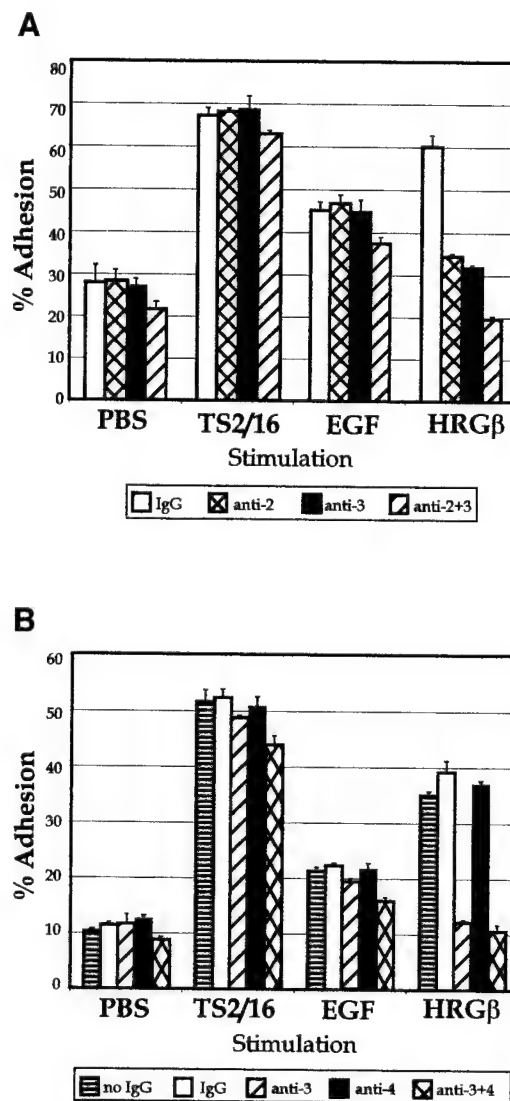 A
80
70
60
50
40
30
20
10
0
% Adhesion
PBS TS2/16 EGF HRGβ
Stimulation
IgG anti-2 anti-3 anti-2+3
B
60
50
40
30
20
10
0
% Adhesion
PBS TS2/16 EGF HRGβ
Stimulation
no IgG IgG anti-3 anti-4 anti-3+4